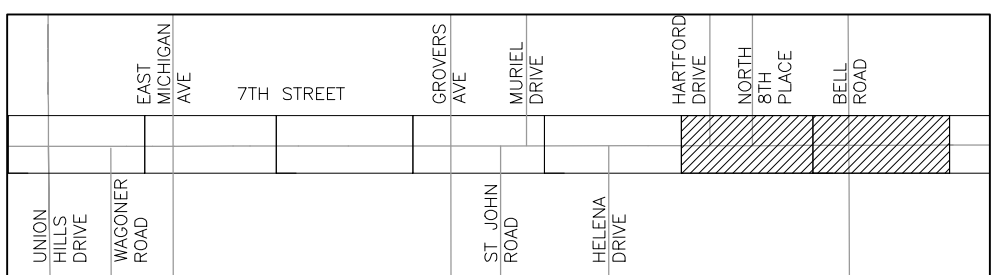 EAST
MICHIGAN
AVE
7TH STREET
GROVERS
AVE
MURIEL
DRIVE
HARTFORD
DRIVE
NORTH
8TH
PLACE
BELL
ROAD
UNION
HILLS
DRIVE
WAGONER
ROAD
ST JOHN
ROAD
HELENA
DRIVE